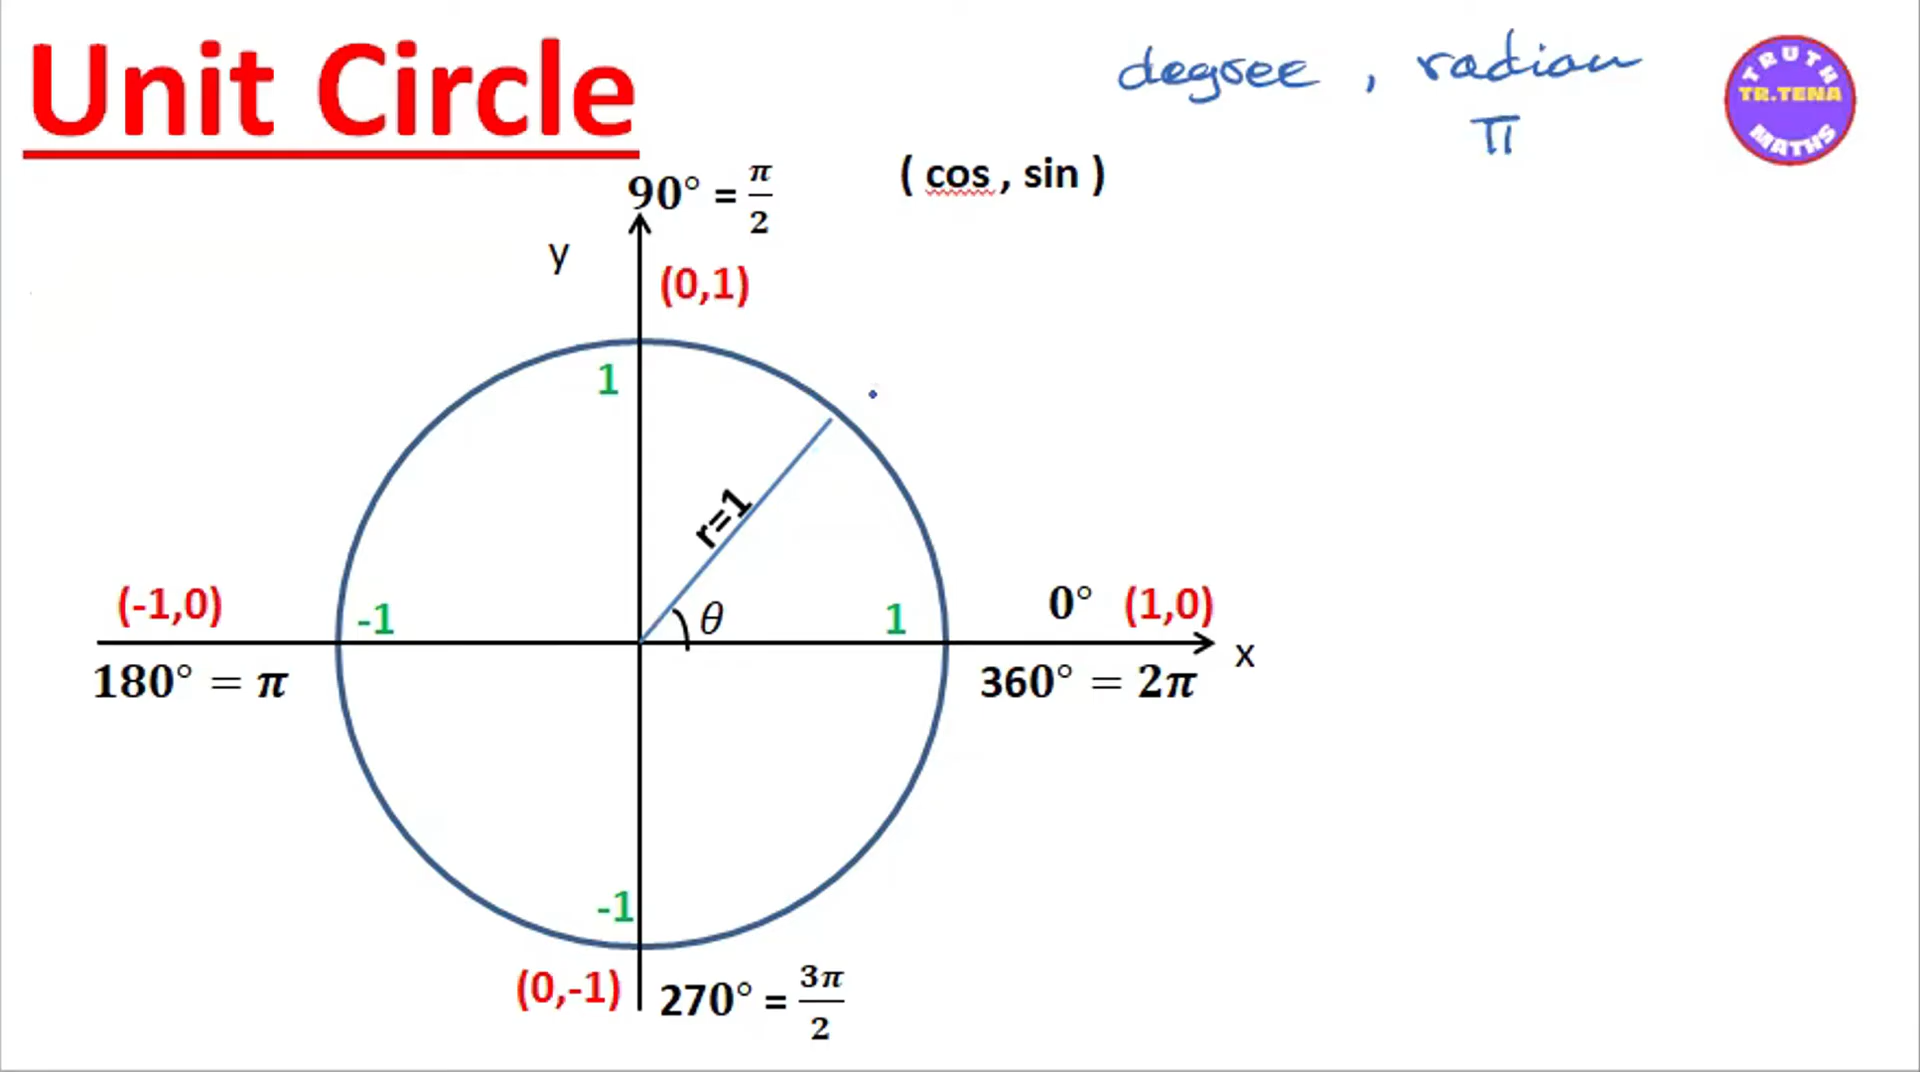 Unit Circle
degree , radian
π
TRUTH
TR.TENA
MATHS
90° = π/2
( cos , sin )
y
(0,1)
1
r=1
θ
(-1,0)
-1
1
0° (1,0)
x
180° = π
360° = 2π
-1
(0,-1)
270° = 3π/2